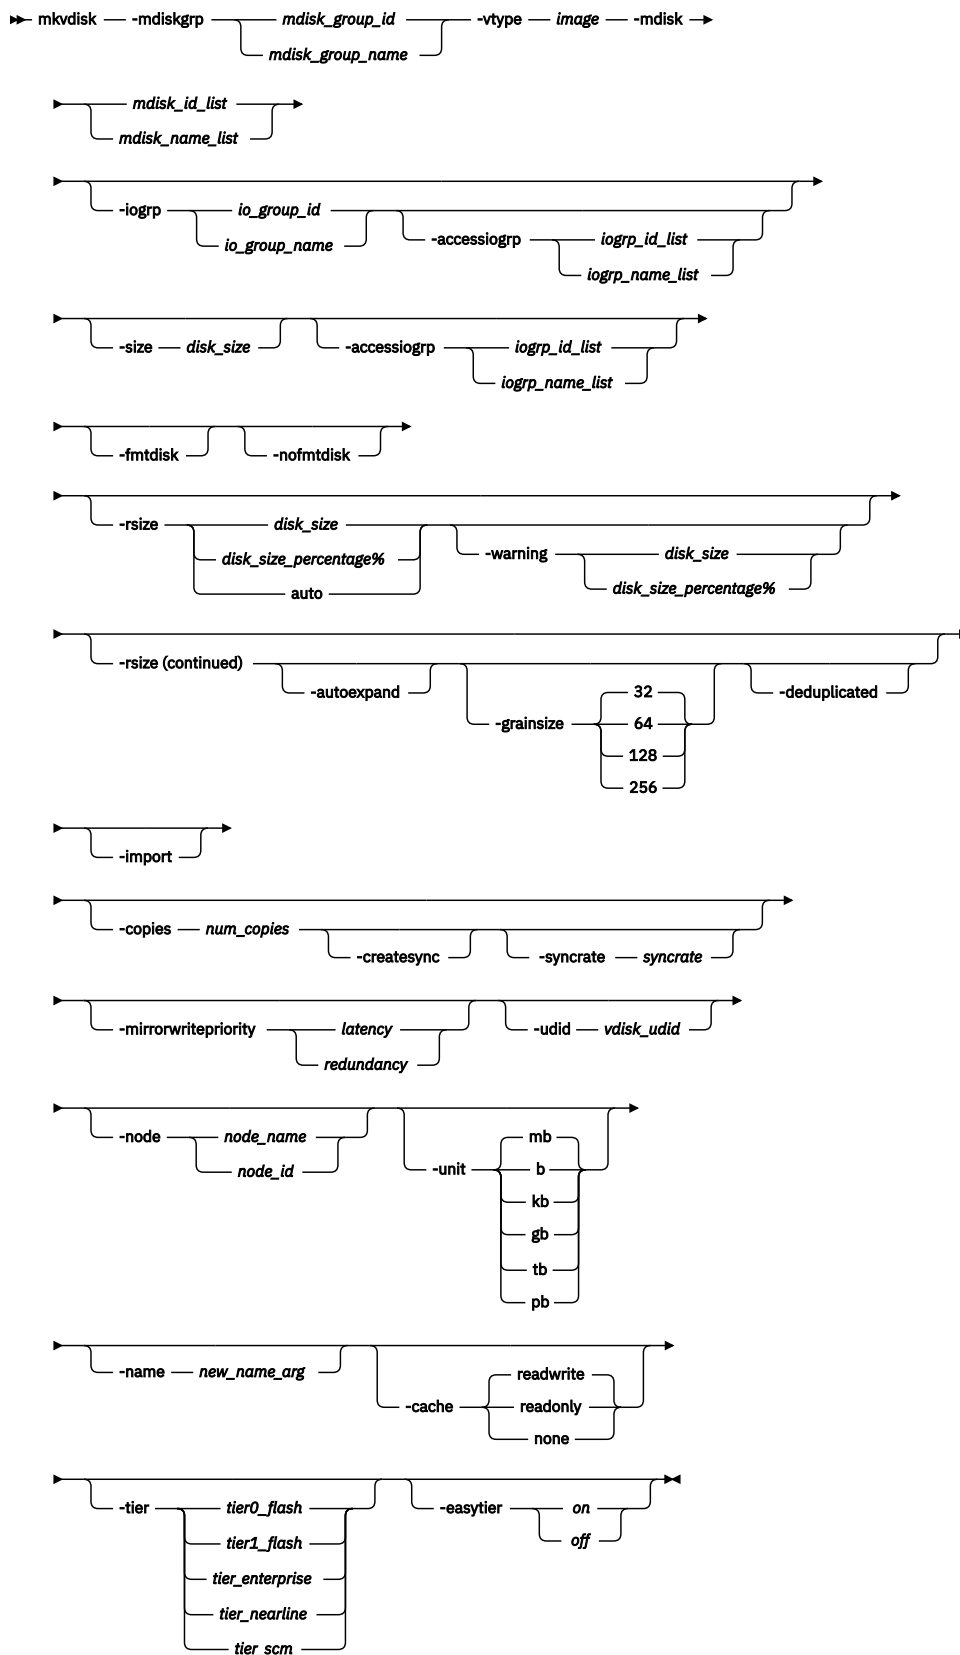 mkvdisk -mdiskgrp mdisk_group_id -vtype image -mdisk
mdisk_group_name
mdisk_id_list
mdisk_name_list
-iogrp io_group_id
io_group_name -accessiogrp iogrp_id_list
iogrp_name_list
-size disk_size -accessiogrp iogrp_id_list
iogrp_name_list
-fmtdisk -nofmtdisk
-rsize disk_size
disk_size_percentage% -warning disk_size
auto disk_size_percentage%
-rsize (continued)
-autoexpand 32 -deduplicated
-grainsize 64
128
256
-import
-copies num_copies
-createsync -syncrate syncrate
-mirrorwritepriority latency -udid vdisk_udid
redundancy
-node node_name mb
node_id -unit b
kb
gb
tb
pb
-name new_name_arg readwrite
-cache readonly
none
-tier tier0_flash -easytier on
tier1_flash off
tier_enterprise
tier_nearline
tier_scm